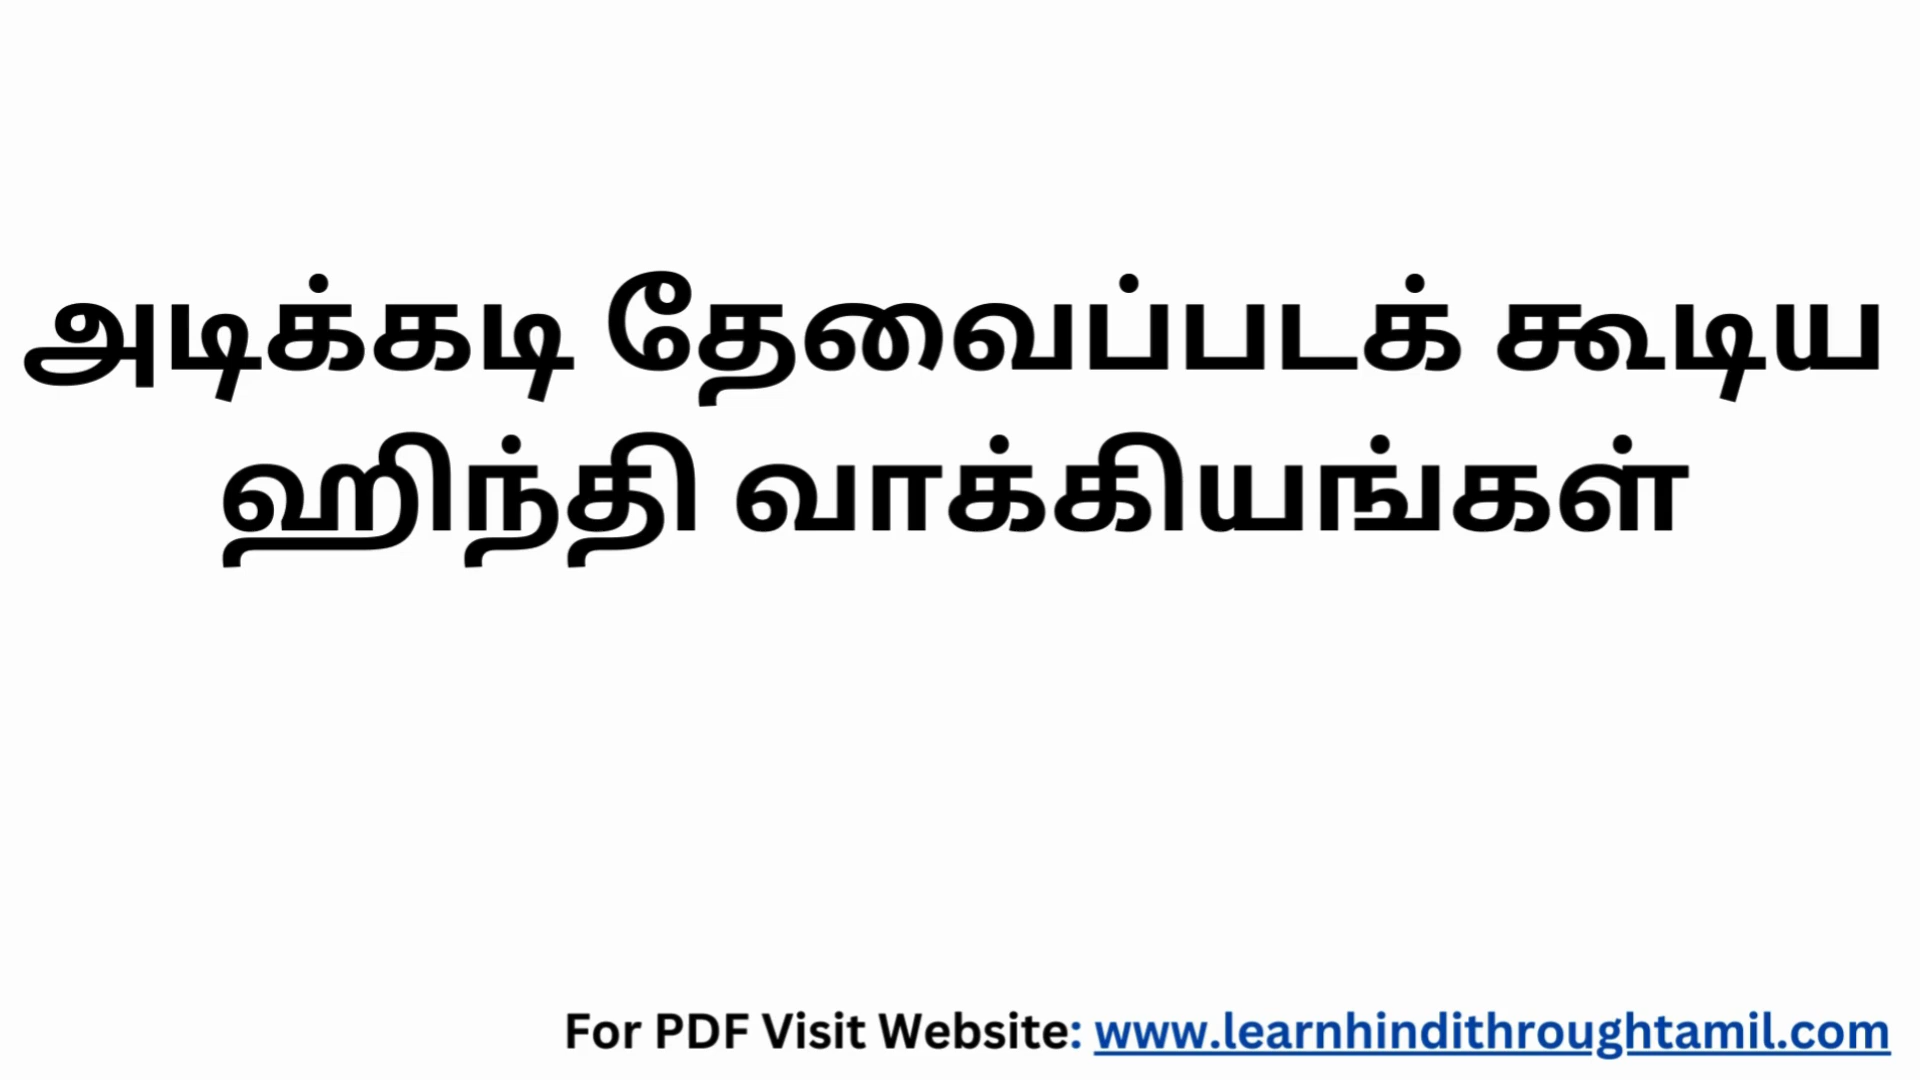 அடிக்கடி தேவைப்படக் கூடிய
ஹிந்தி வாக்கியங்கள்
For PDF Visit Website: www.learnhindithroughtamil.com